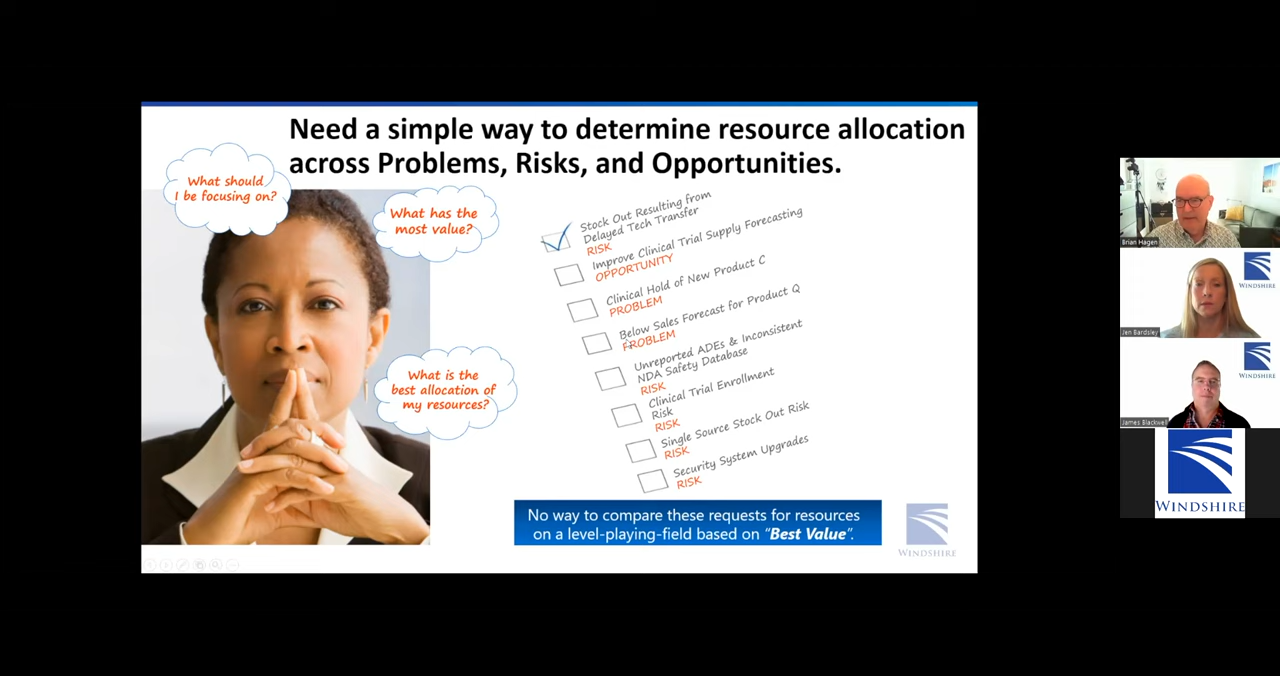 Need a simple way to determine resource allocation
across Problems, Risks, and Opportunities.
What should
I be focusing on?
What has the
most value?
What is the
best allocation of
my resources?
Stock Out Resulting from
Delayed Tech Transfer
RISK
Improve Clinical Trial Supply Forecasting
OPPORTUNITY
Clinical Hold of New Product C
PROBLEM
Below Sales Forecast for Product Q
PROBLEM
Unreported ADEs & Inconsistent
NDA Safety Database
RISK
Clinical Trial Enrollment
Risk
RISK
Single Source Stock Out Risk
RISK
Security System Upgrades
RISK
No way to compare these requests for resources
on a level-playing-field based on “Best Value”.
WINDSHIRE
Brian Hagen
WINDSHIRE
Jen Bardsley
WINDSHIRE
James Blackwell
WINDSHIRE